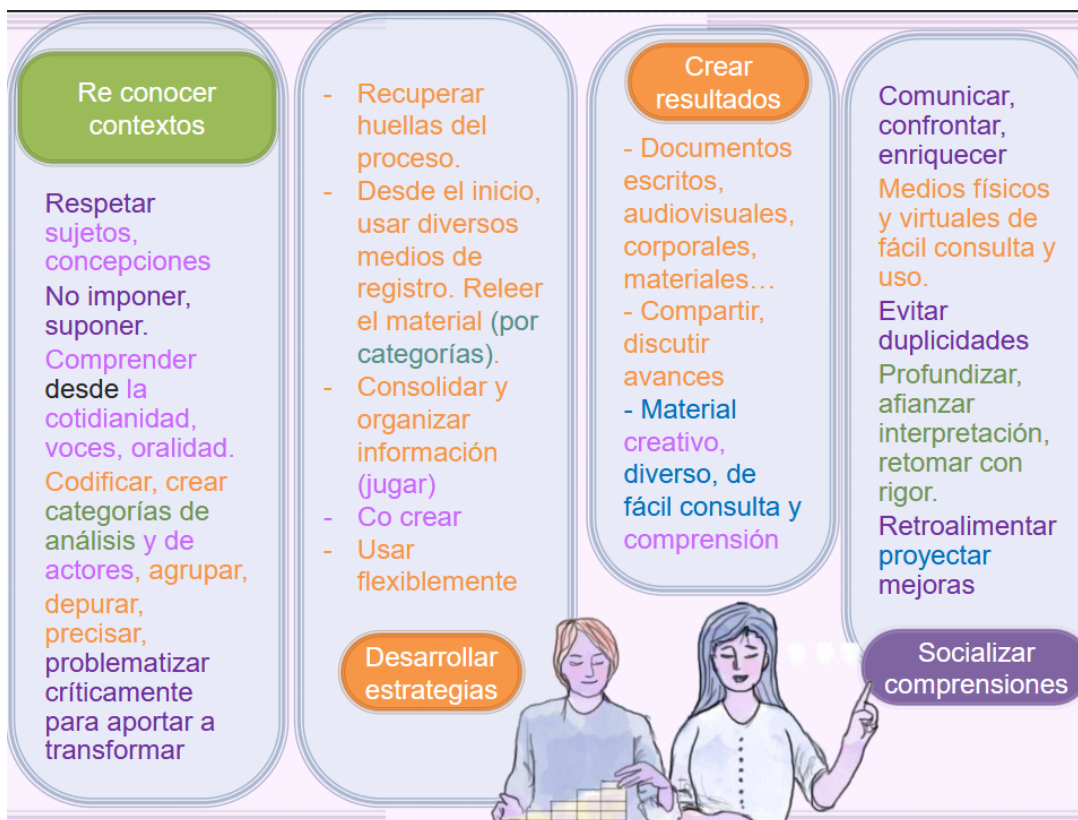 Re conocer
contextos
Respetar
sujetos,
concepciones
No imponer,
suponer.
Comprender
desde la
cotidianidad,
voces, oralidad.
Codificar, crear
categorías de
análisis y de
actores, agrupar,
depurar,
precisar,
problematizar
críticamente
para aportar a
transformar
- Recuperar
huellas del
proceso.
- Desde el inicio,
usar diversos
medios de
registro. Releer
el material (por
categorías).
- Consolidar y
organizar
información
(jugar)
- Co crear
- Usar
flexiblemente
Desarrollar
estrategias
Crear
resultados
- Documentos
escritos,
audiovisuales,
corporales,
materiales…
- Compartir,
discutir
avances
- Material
creativo,
diverso, de
fácil consulta y
comprensión
Comunicar,
confrontar,
enriquecer
Medios físicos
y virtuales de
fácil consulta y
uso.
Evitar
duplicidades
Profundizar,
afianzar
interpretación,
retomar con
rigor.
Retroalimentar
proyectar
mejoras
Socializar
comprensiones